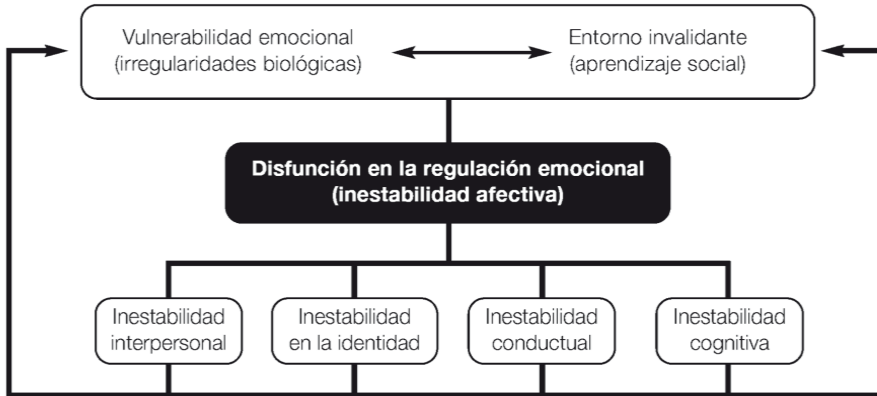 Vulnerabilidad emocional
(irregularidades biológicas)
Entorno invalidante
(aprendizaje social)
Disfunción en la regulación emocional
(inestabilidad afectiva)
Inestabilidad
interpersonal
Inestabilidad
en la identidad
Inestabilidad
conductual
Inestabilidad
cognitiva